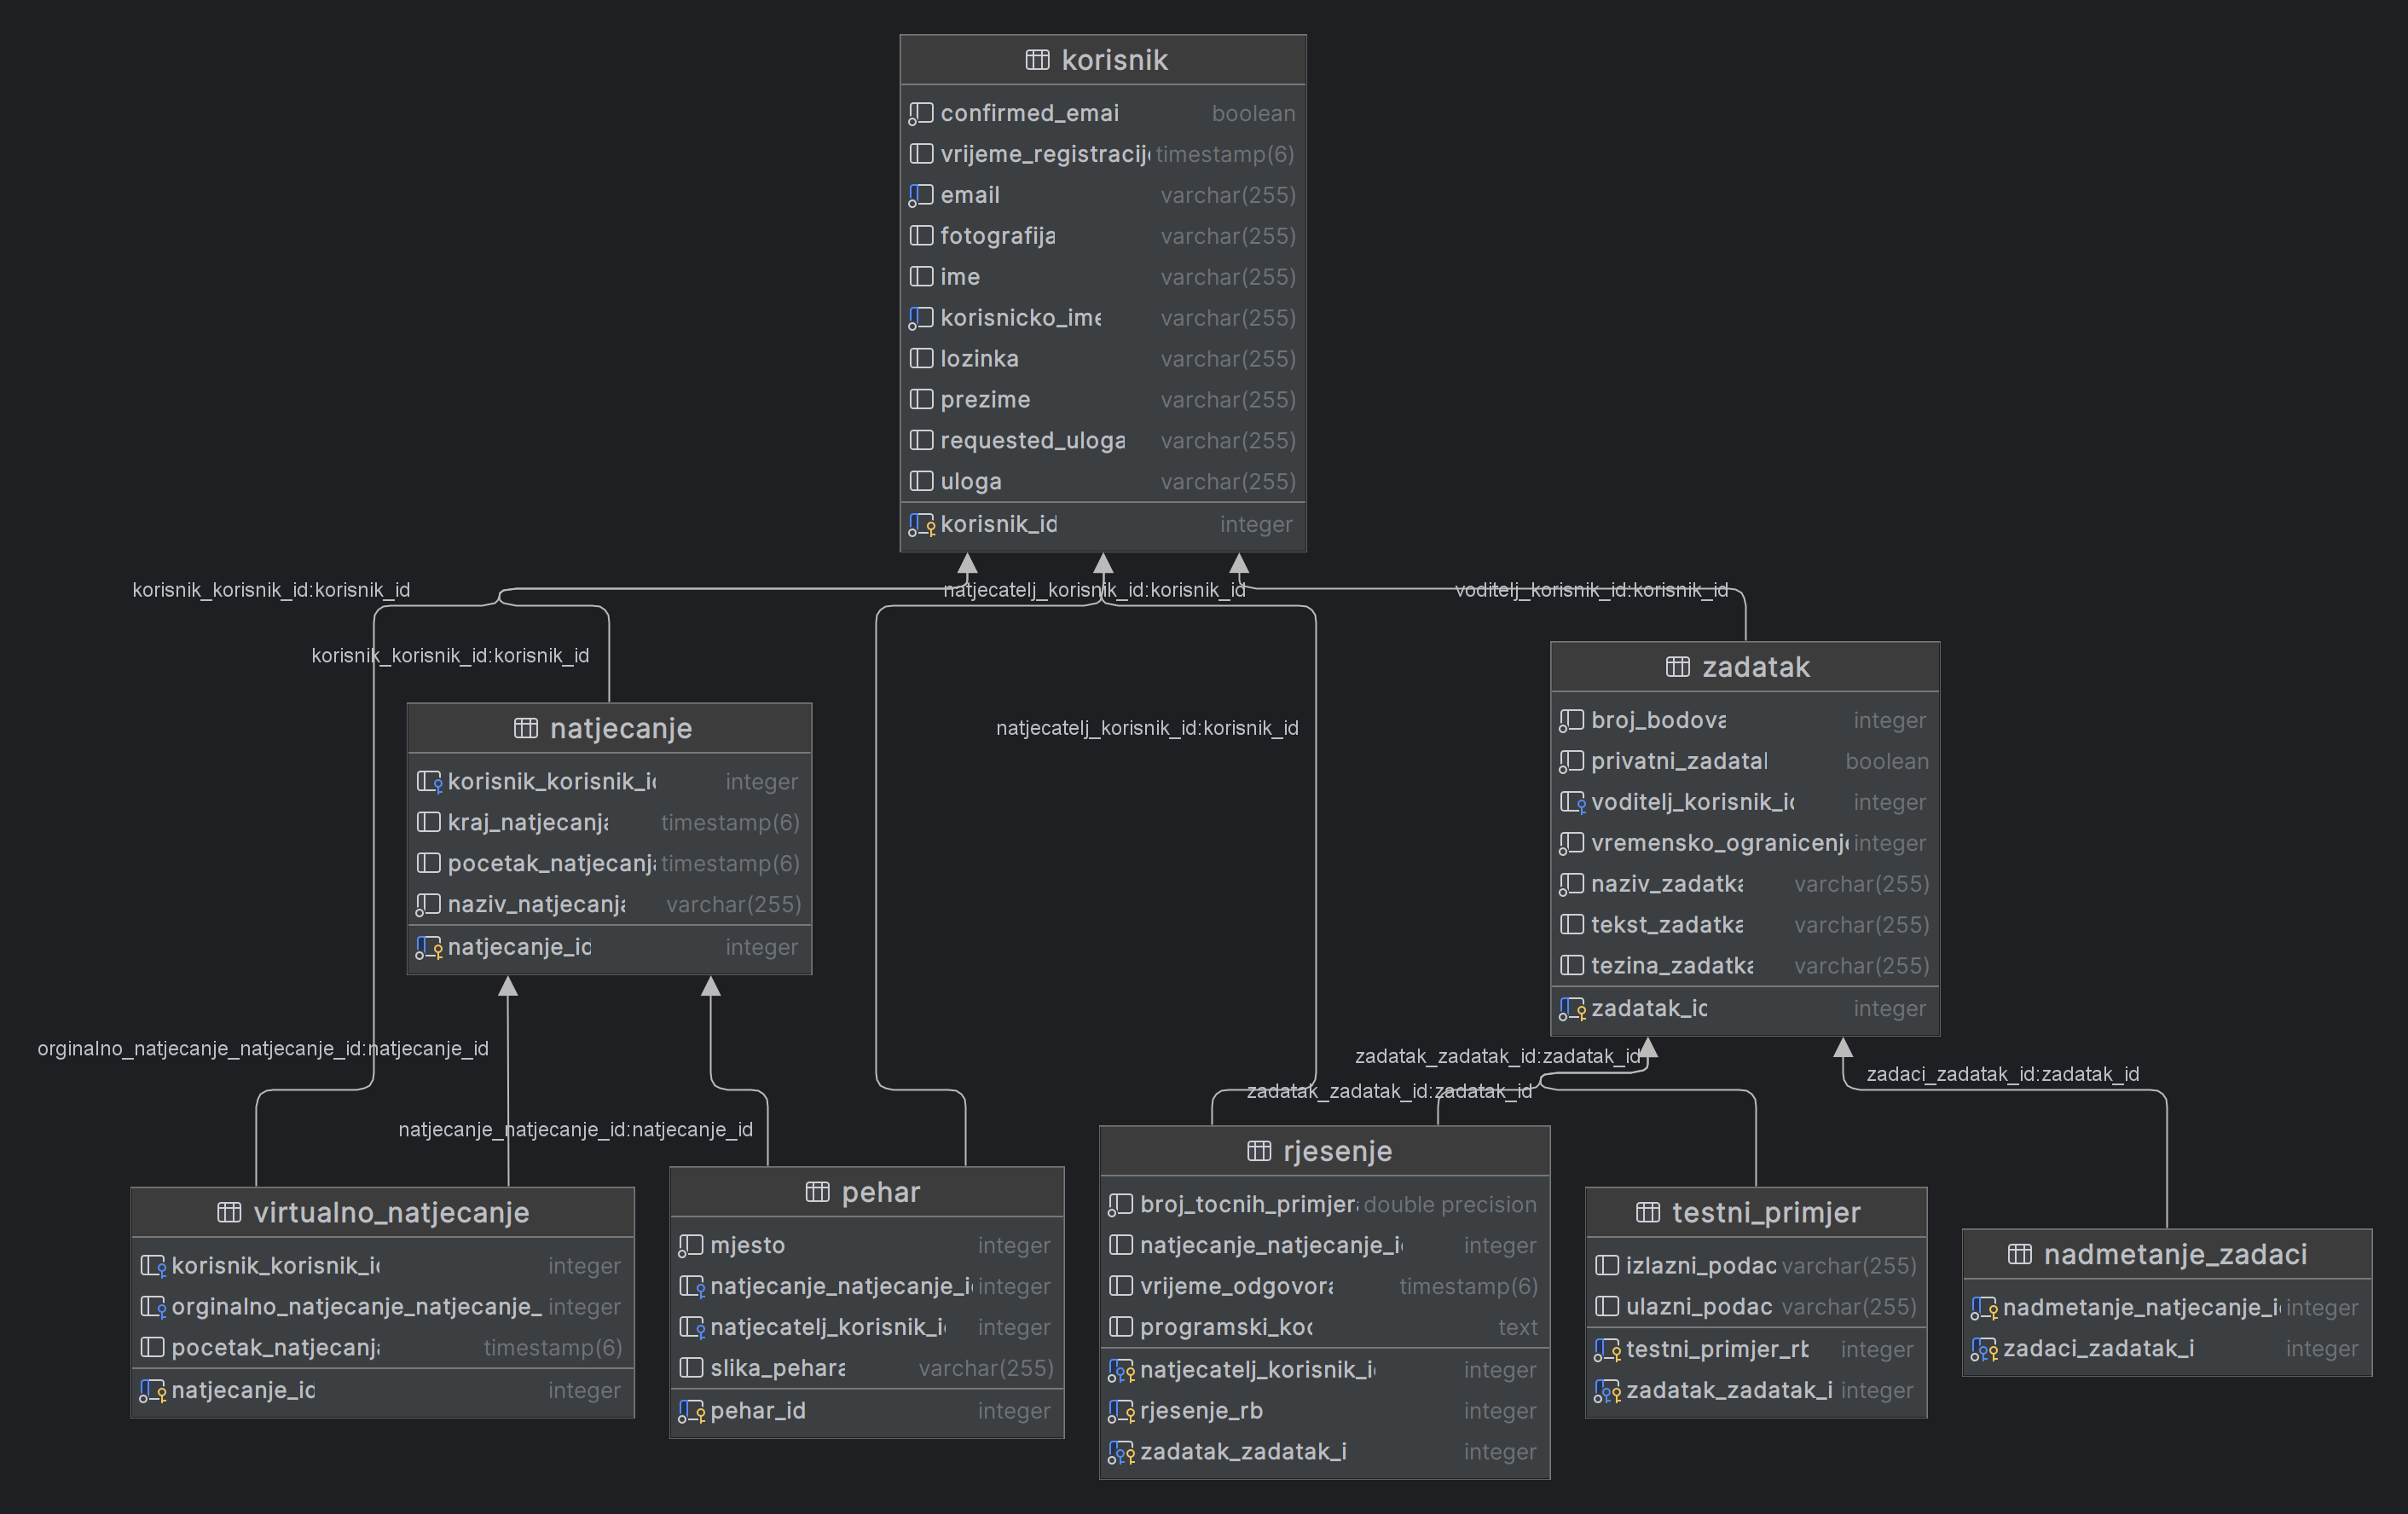 korisnik
confirmed_emai boolean
vrijeme_registracij timestamp(6)
email varchar(255)
fotografija varchar(255)
ime varchar(255)
korisnicko_ime varchar(255)
lozinka varchar(255)
prezime varchar(255)
requested_uloga varchar(255)
uloga varchar(255)
korisnik_id integer
korisnik_korisnik_id:korisnik_id
natjecatelj_korisnik_id:korisnik_id
voditelj_korisnik_id:korisnik_id
korisnik_korisnik_id:korisnik_id
natjecatelj_korisnik_id:korisnik_id
natjecanje
korisnik_korisnik_id integer
kraj_natjecanja timestamp(6)
pocetak_natjecanja timestamp(6)
naziv_natjecanja varchar(255)
natjecanje_id integer
zadatak
broj_bodova integer
privatni_zadatal boolean
voditelj_korisnik_id integer
vremensko_ogranicenje integer
naziv_zadatka varchar(255)
tekst_zadatka varchar(255)
tezina_zadatka varchar(255)
zadatak_id integer
orginalno_natjecanje_natjecanje_id:natjecanje_id
zadatak_zadatak_id:zadatak_id
zadaci_zadatak_id:zadatak_id
zadatak_zadatak_id:zadatak_id
natjecanje_natjecanje_id:natjecanje_id
virtualno_natjecanje
korisnik_korisnik_id integer
orginalno_natjecanje_natjecanje_ integer
pocetak_natjecanja timestamp(6)
natjecanje_id integer
pehar
mjesto integer
natjecanje_natjecanje_i integer
natjecatelj_korisnik_i integer
slika_pehara varchar(255)
pehar_id integer
rjesenje
broj_tocnih_primjer double precision
natjecanje_natjecanje_i integer
vrijeme_odgovora timestamp(6)
programski_koc text
natjecatelj_korisnik_i integer
rjesenje_rb integer
zadatak_zadatak_i integer
testni_primjer
izlazni_podac varchar(255)
ulazni_podac varchar(255)
testni_primjer_rb integer
zadatak_zadatak_i integer
nadmetanje_zadaci
nadmetanje_natjecanje_i integer
zadaci_zadatak_i integer